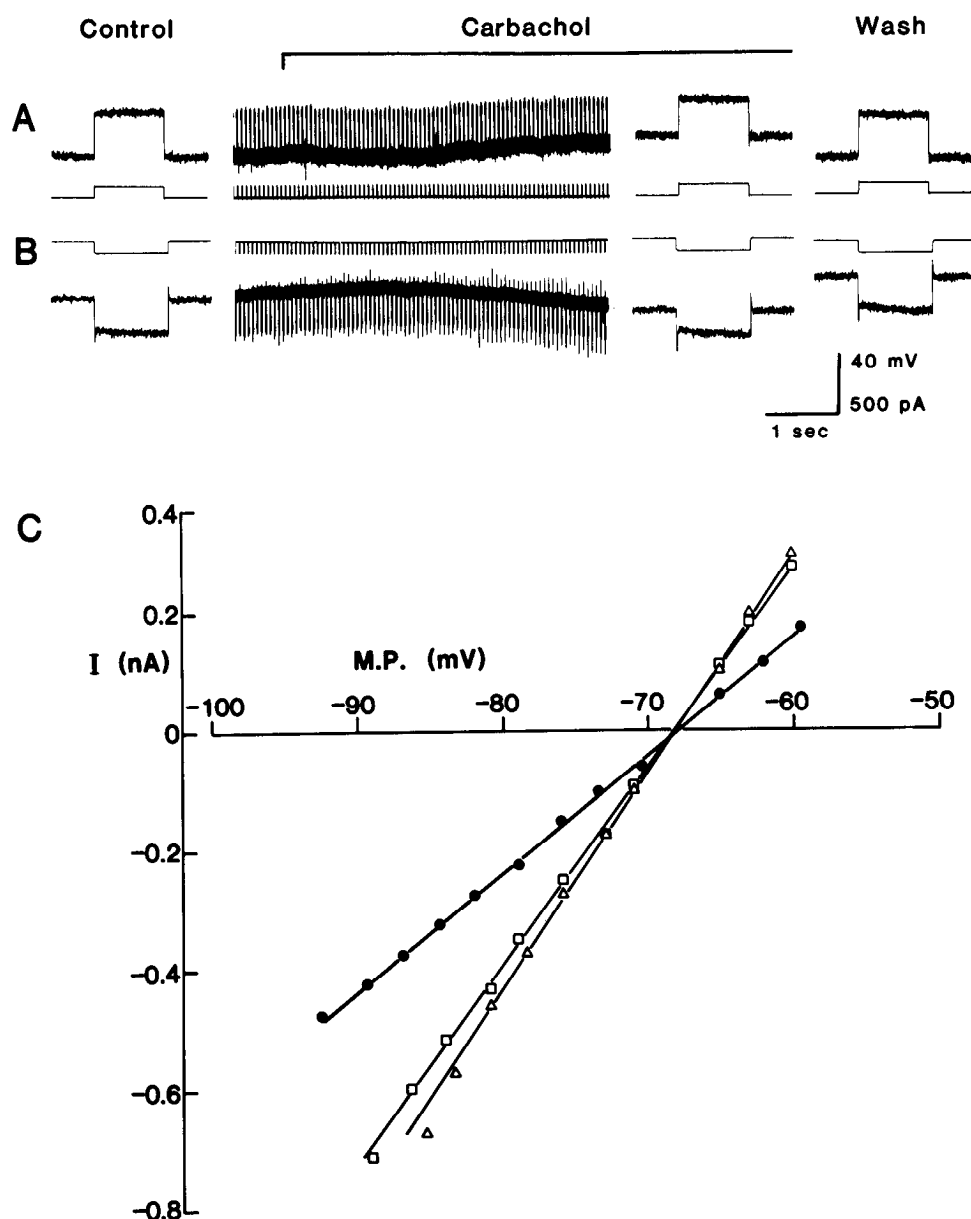 Control Carbachol Wash
A
B
40 mV
500 pA
1 sec
C
0.4
0.2
I (nA) M.P. (mV)
-100 -90 -80 -70 -60 -50
0
-0.2
-0.4
-0.6
-0.8